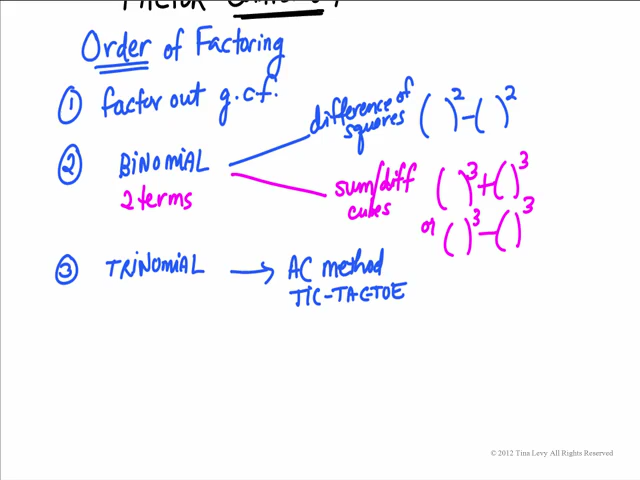 Order of Factoring
① factor out g.cf.
difference of squares ( )² - ( )²
② BINOMIAL
2 terms
sum/diff cubes ( )³ + ( )³
or ( )³ - ( )³
③ TRINOMIAL → AC method
TIC-TAC-TOE
© 2012 Tina Levy All Rights Reserved